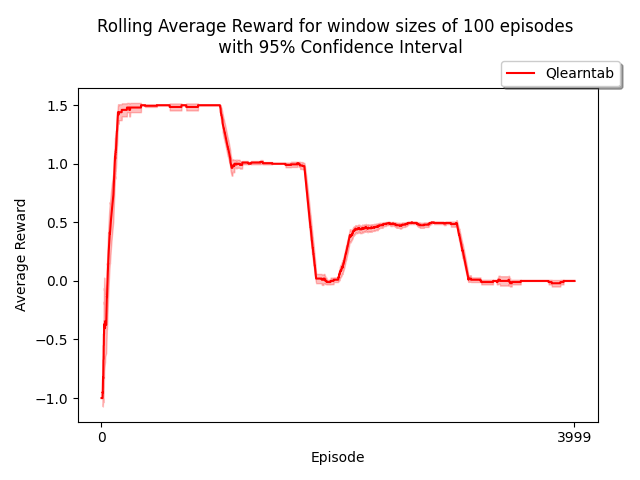 Rolling Average Reward for window sizes of 100 episodes
with 95% Confidence Interval
Qlearntab
1.5
1.0
0.5
0.0
−0.5
−1.0
Average Reward
0
3999
Episode